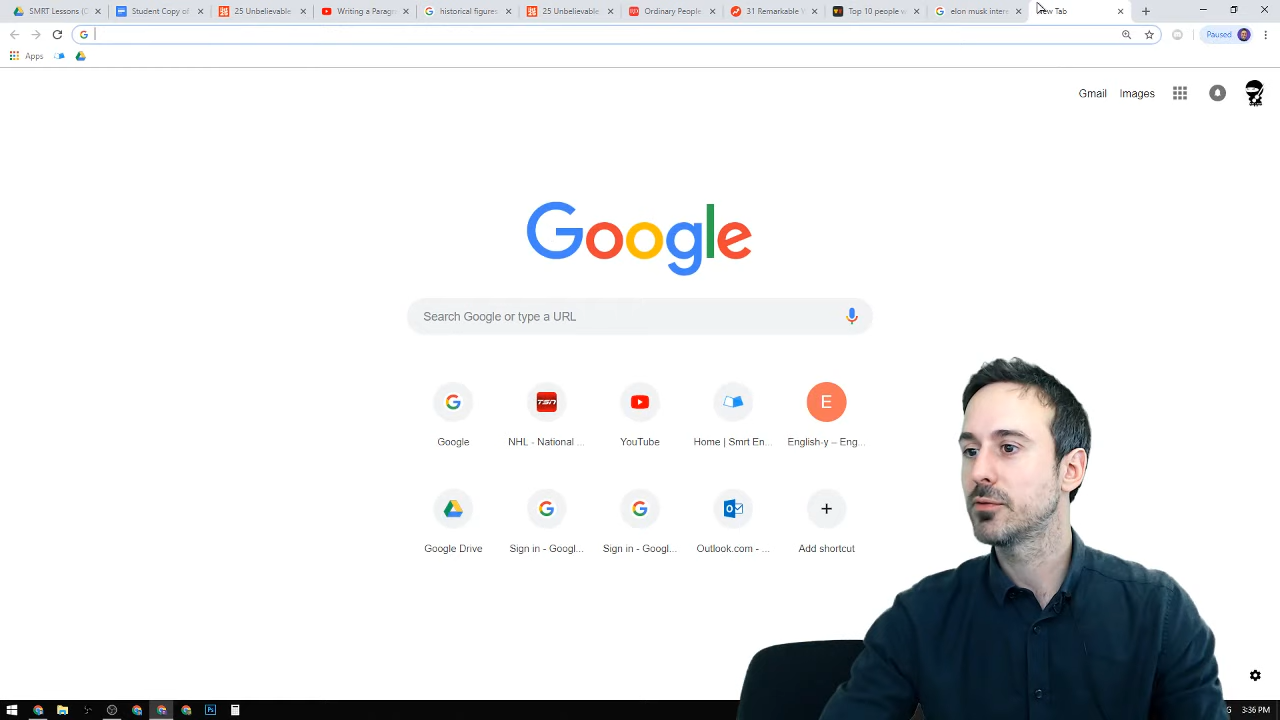 SMRT Lessons (C
Student Copy of
25 Unbelievable
Writing a Paragr
historical figures
25 Unbelievable
Ordinary People
31 Remarkable
Top 10 people w
elon musk intere
New Tab
Paused
Apps
Gmail
Images
Google
Search Google or type a URL
TSN
E
Google
NHL - National ...
YouTube
Home | Smrt En...
English-y – Eng...
Google Drive
Sign in - Googl...
Sign in - Googl...
Outlook.com - ...
Add shortcut
3:36 PM